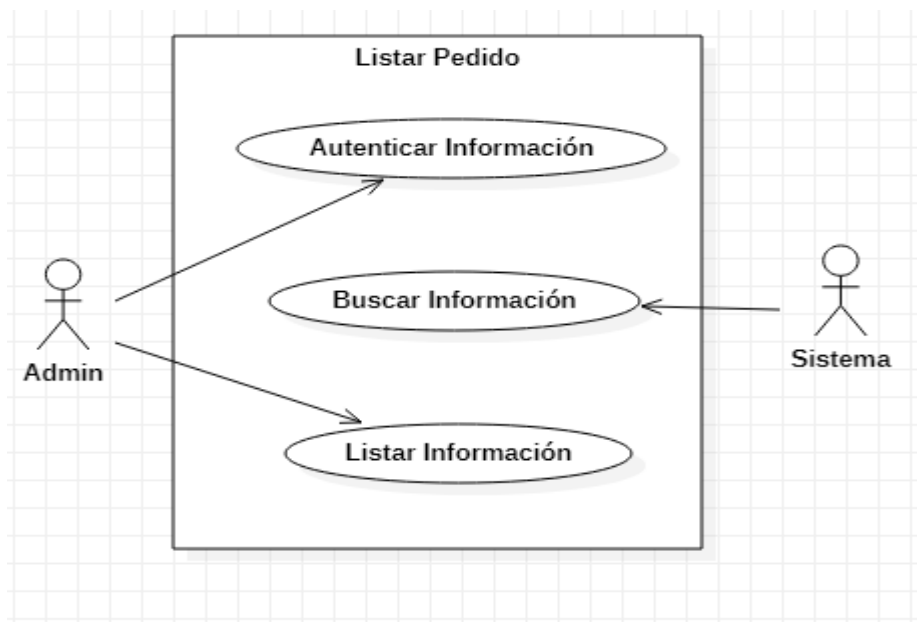 Listar Pedido
Autenticar Información
Buscar Información
Sistema
Admin
Listar Información